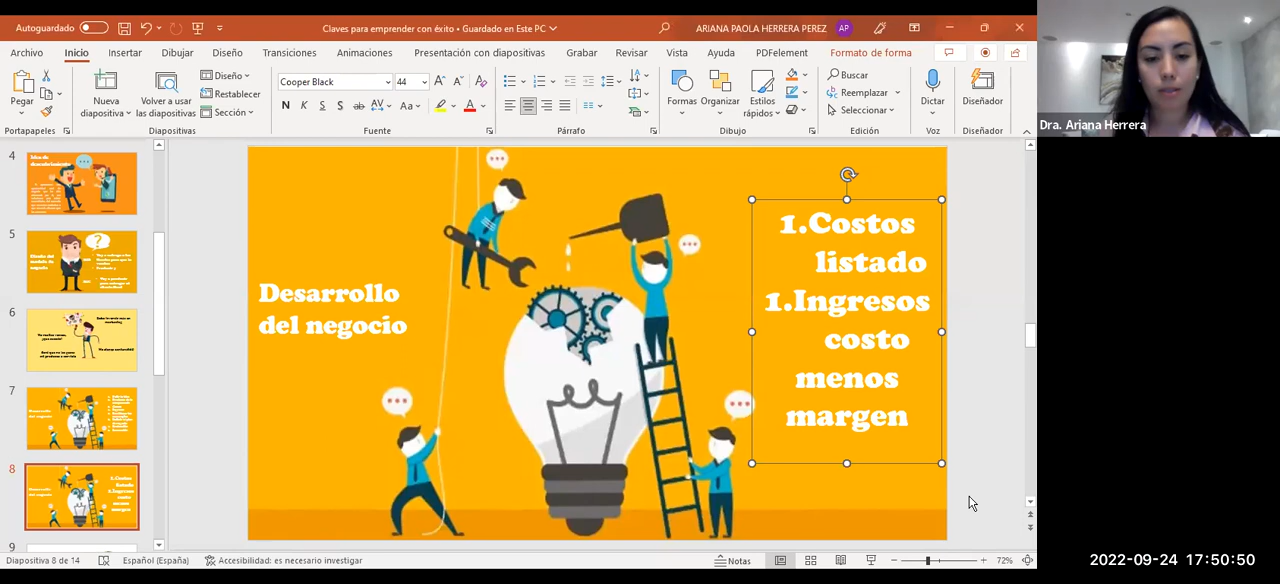 Autoguardado
Claves para emprender con éxito • Guardado en Este PC
ARIANA PAOLA HERRERA PEREZ
AP
Archivo Inicio Insertar Dibujar Diseño Transiciones Animaciones Presentación con diapositivas Grabar Revisar Vista Ayuda PDFelement Formato de forma
Pegar
Nueva diapositiva
Volver a usar las diapositivas
Diseño
Restablecer
Sección
Cooper Black
44
N K S S ab AV Aa A
Formas
Organizar
Estilos rápidos
Buscar
Reemplazar
Seleccionar
Dictar
Diseñador
Portapapeles
Diapositivas
Fuente
Párrafo
Dibujo
Edición
Voz
Diseñador
Dra. Ariana Herrera
4
5
6
7
8
9
Desarrollo
del negocio
1.Costos
listado
1.Ingresos
costo
menos
margen
Diapositiva 8 de 14
Español (España)
Accesibilidad: es necesario investigar
Notas
72%
2022-09-24 17:50:50